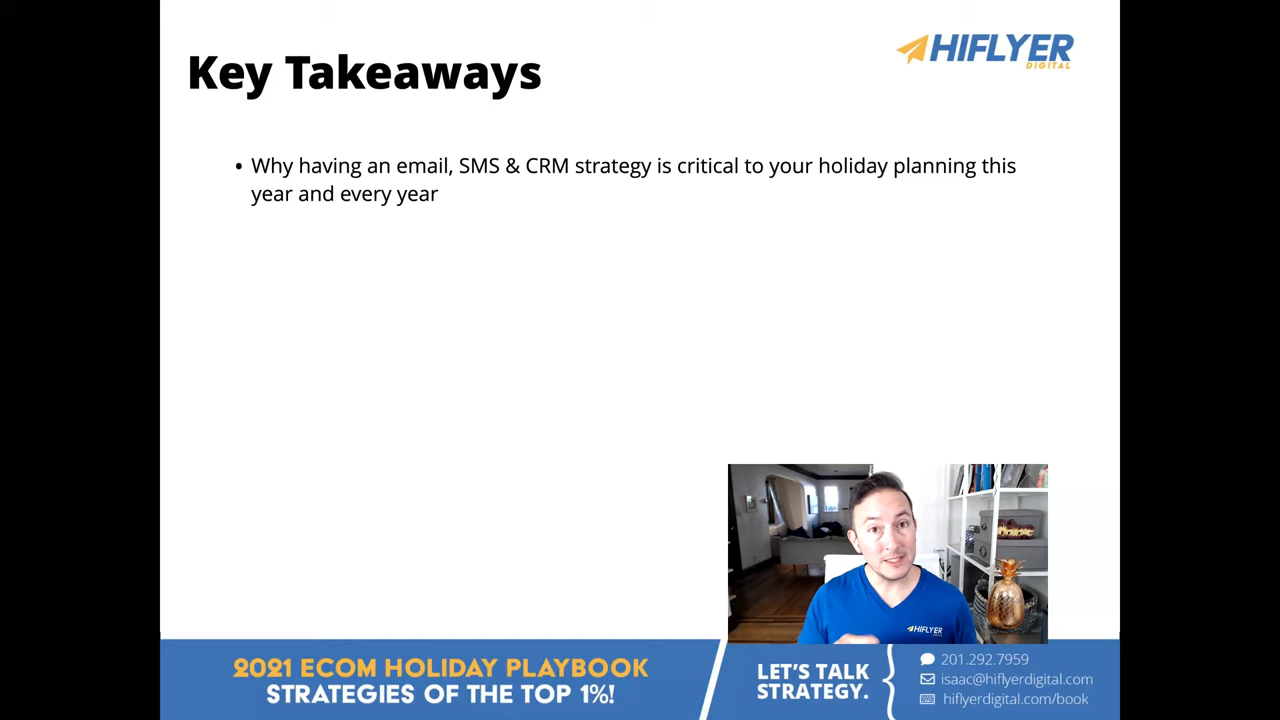 HIFLYER
DIGITAL
Key Takeaways
• Why having an email, SMS & CRM strategy is critical to your holiday planning this
year and every year
HIFLYER
2021 ECOM HOLIDAY PLAYBOOK
STRATEGIES OF THE TOP 1%!
LET'S TALK
STRATEGY.
201.292.7959
isaac@hiflyerdigital.com
hiflyerdigital.com/book